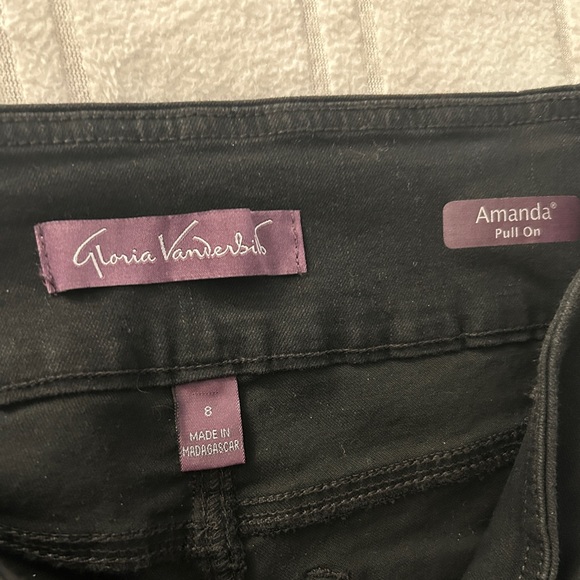 Gloria Vanderbilt
Amanda®
Pull On
8
MADE IN
MADAGASCAR